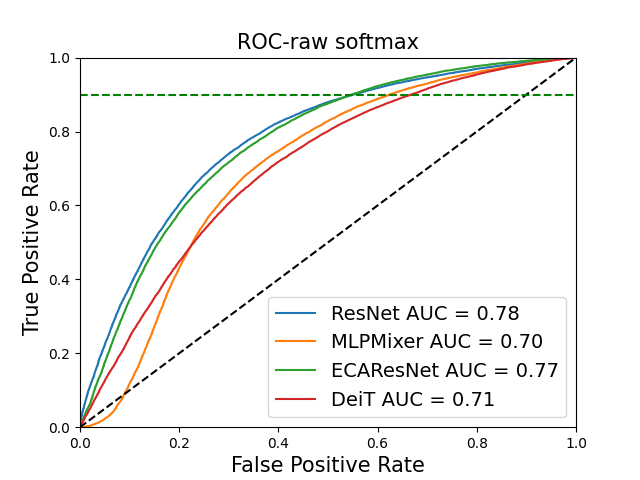 ROC-raw softmax
True Positive Rate
1.0
0.8
0.6
0.4
0.2
0.0
ResNet AUC = 0.78
MLPMixer AUC = 0.70
ECAResNet AUC = 0.77
DeiT AUC = 0.71
0.0 0.2 0.4 0.6 0.8 1.0
False Positive Rate